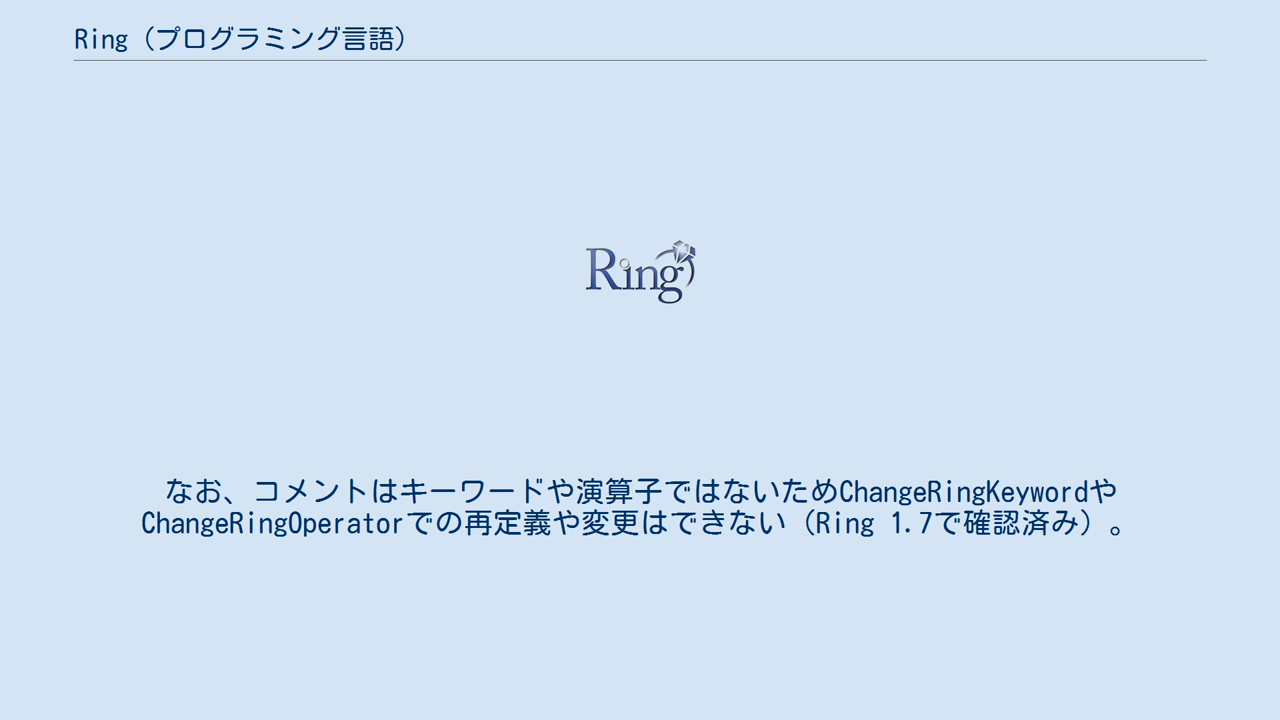 Ring（プログラミング言語）
Ring
なお、コメントはキーワードや演算子ではないためChangeRingKeywordや
ChangeRingOperatorでの再定義や変更はできない（Ring 1.7で確認済み）。